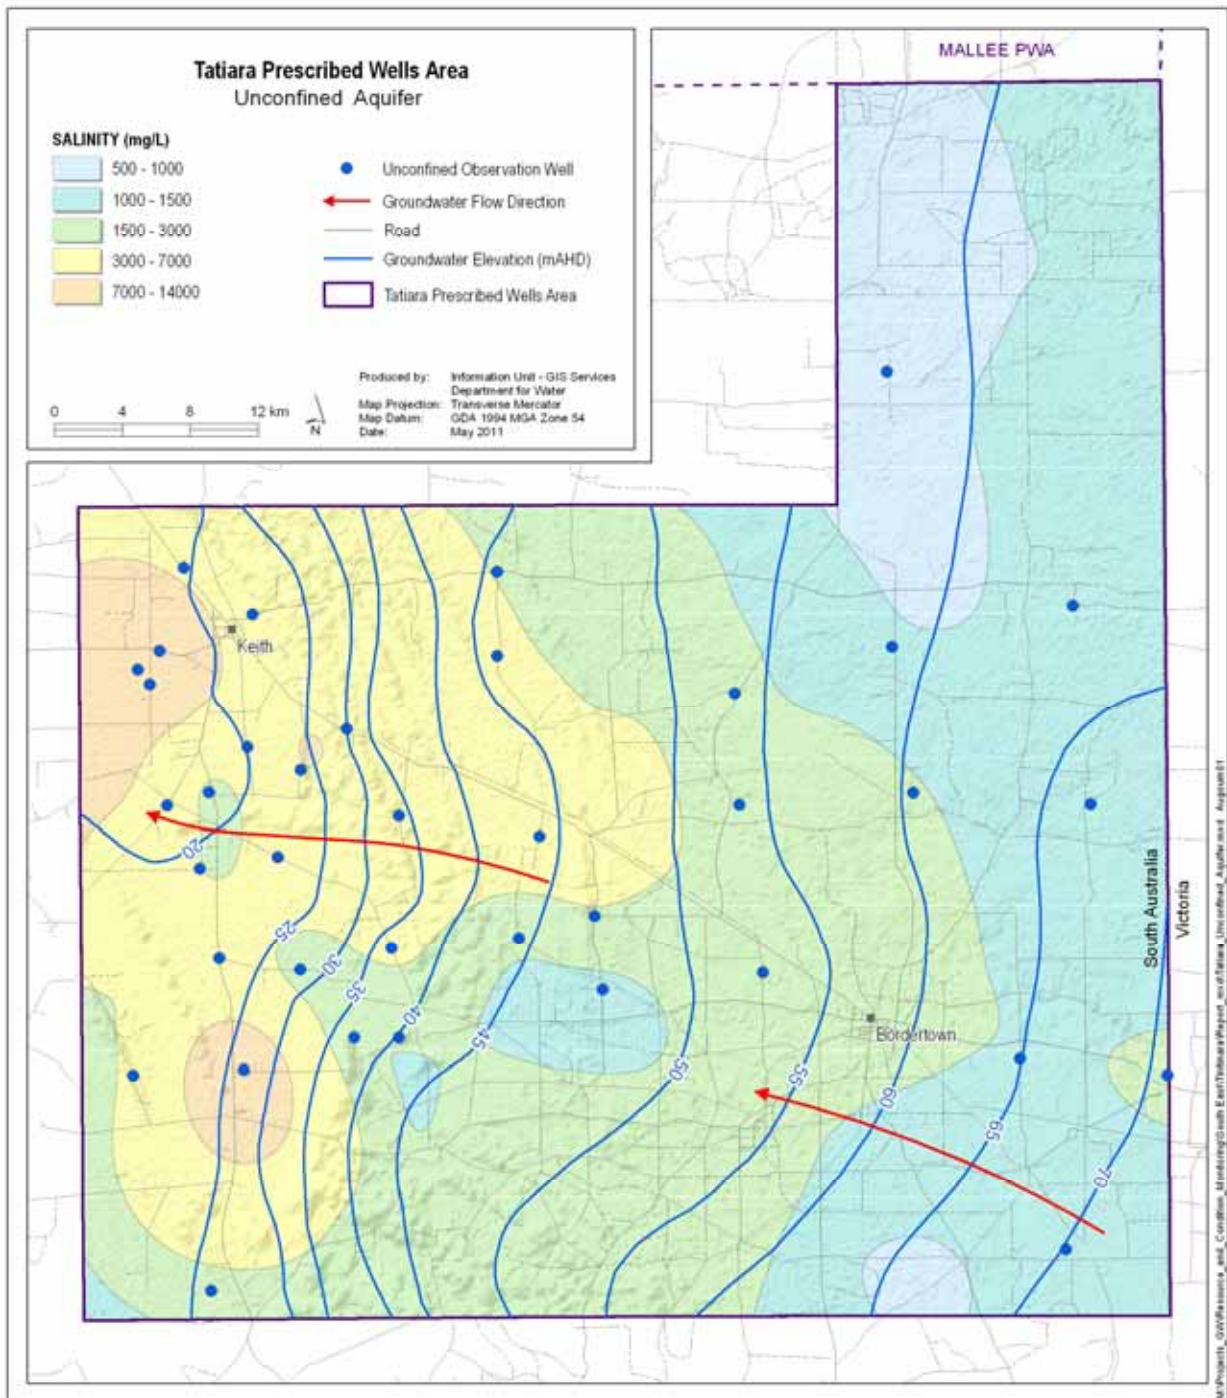 Tatiara Prescribed Wells Area
Unconfined Aquifer
SALINITY (mg/L)
500 - 1000
1000 - 1500
1500 - 3000
3000 - 7000
7000 - 14000
Unconfined Observation Well
Groundwater Flow Direction
Road
Groundwater Elevation (mAHD)
Tatiara Prescribed Wells Area
Produced by: Information Unit - GIS Services
Department for Water
Map Projection: Transverse Mercator
Map Datum: GDA 1994 MGA Zone 54
Date: May 2011
0 4 8 12 km
N
MALLEE PWA
Keith
20
25
30
35
40
45
50
55
60
65
70
Bordertown
South Australia
Victoria